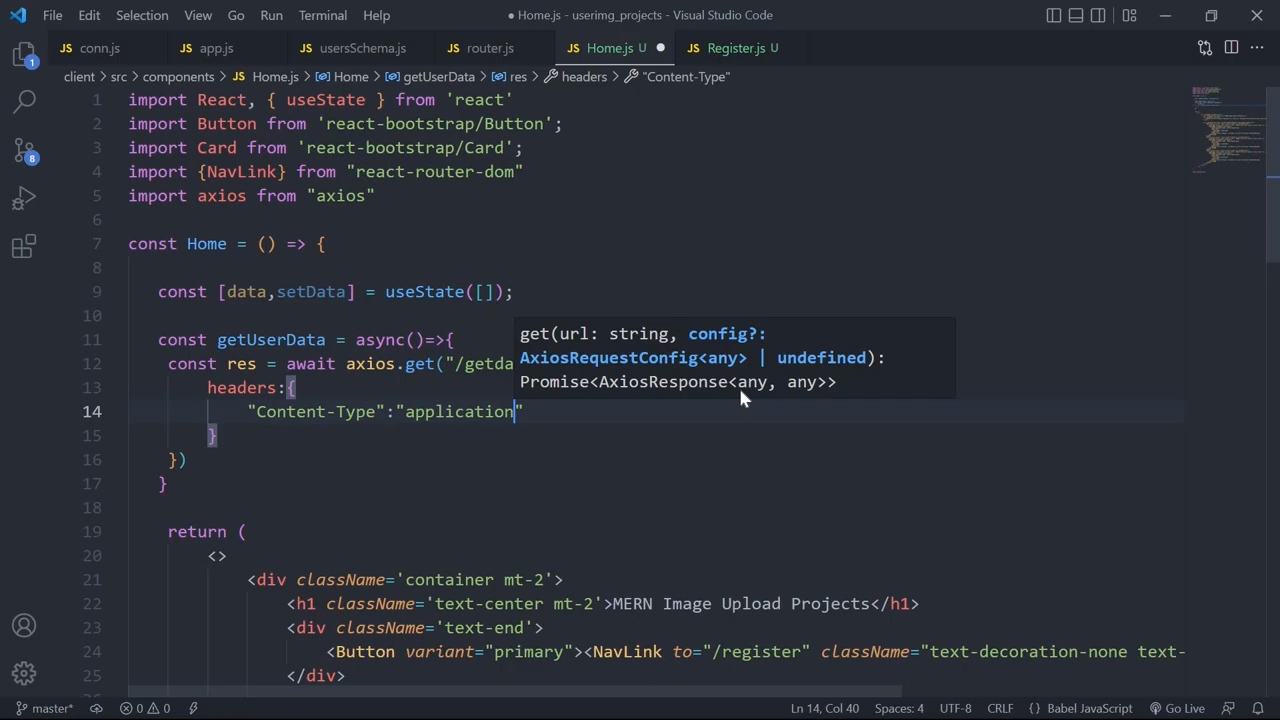 File Edit Selection View Go Run Terminal Help
● Home.js - userimg_projects - Visual Studio Code
JS conn.js JS app.js JS usersSchema.js JS router.js JS Home.js U ● JS Register.js U
client > src > components > JS Home.js > Home > getUserData > res > headers > "Content-Type"
1 import React, { useState } from 'react'
2 import Button from 'react-bootstrap/Button';
3 import Card from 'react-bootstrap/Card';
4 import {NavLink} from "react-router-dom"
5 import axios from "axios"
6
7 const Home = () => {
8
9 const [data,setData] = useState([]);
10
11 const getUserData = async()=>{
get(url: string, config?:
12 const res = await axios.get("/getda
AxiosRequestConfig<any> | undefined):
Promise<AxiosResponse<any, any>>
13 headers:{
14 "Content-Type":"application"
15 }
16 })
17 }
18
19 return (
20 <>
21 <div className='container mt-2'>
22 <h1 className='text-center mt-2'>MERN Image Upload Projects</h1>
23 <div className='text-end'>
24 <Button variant="primary"><NavLink to="/register" className="text-decoration-none text-
25 </div>
1
8
master* 0 0 Ln 14, Col 40 Spaces: 4 UTF-8 CRLF {} Babel JavaScript Go Live